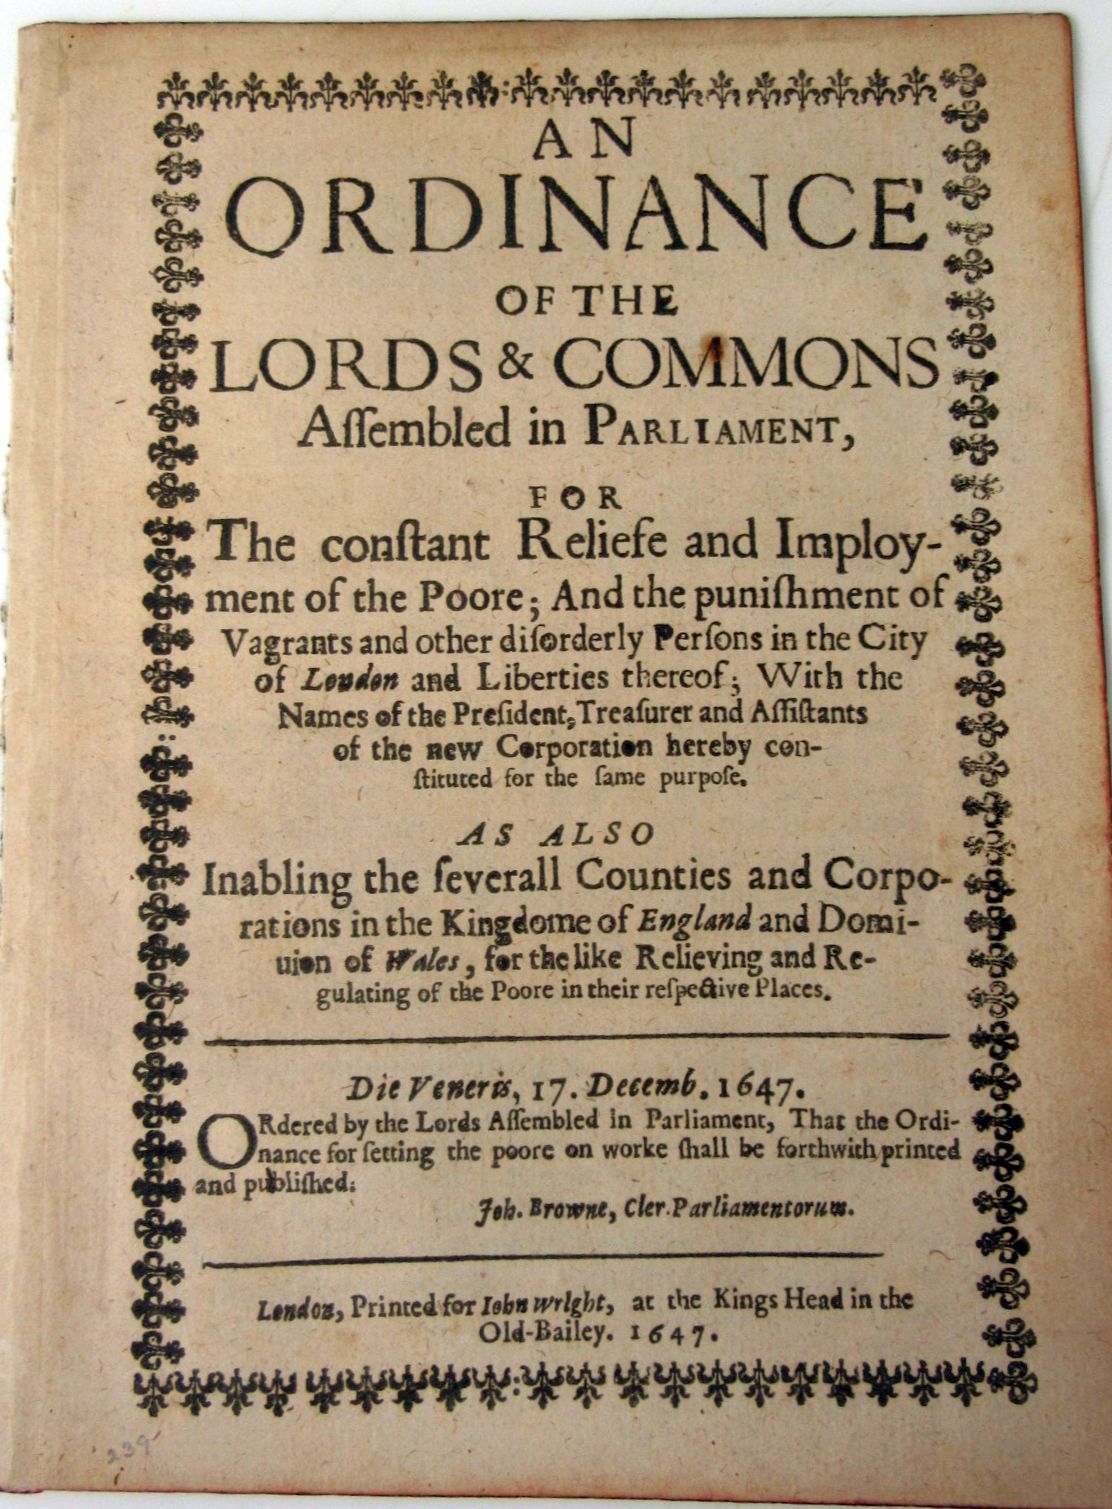 AN
ORDINANCE
OF THE
LORDS & COMMONS
Aſſembled in PARLIAMENT,
FOR
The conſtant Reliefe and Imploy-
ment of the Poore; And the puniſhment of
Vagrants and other diſorderly Perſons in the City
of London and Liberties thereof; With the
Names of the Preſident, Treaſurer and Aſſiſtants
of the new Corporation hereby con-
ſtituted for the ſame purpoſe.
AS ALSO
Inabling the ſeverall Counties and Corpo-
rations in the Kingdome of England and Domi-
nion of Wales, for the like Relieving and Re-
gulating of the Poore in their reſpective Places.
Die Veneris, 17. Decemb. 1647.
ORdered by the Lords Aſſembled in Parliament, That the Ordi-
nance for ſetting the poore on worke ſhall be forthwith printed
and publiſhed:
Joh. Browne, Cler. Parliamentorum.
London, Printed for Iohn Wright, at the Kings Head in the
Old-Bailey. 1647.
239